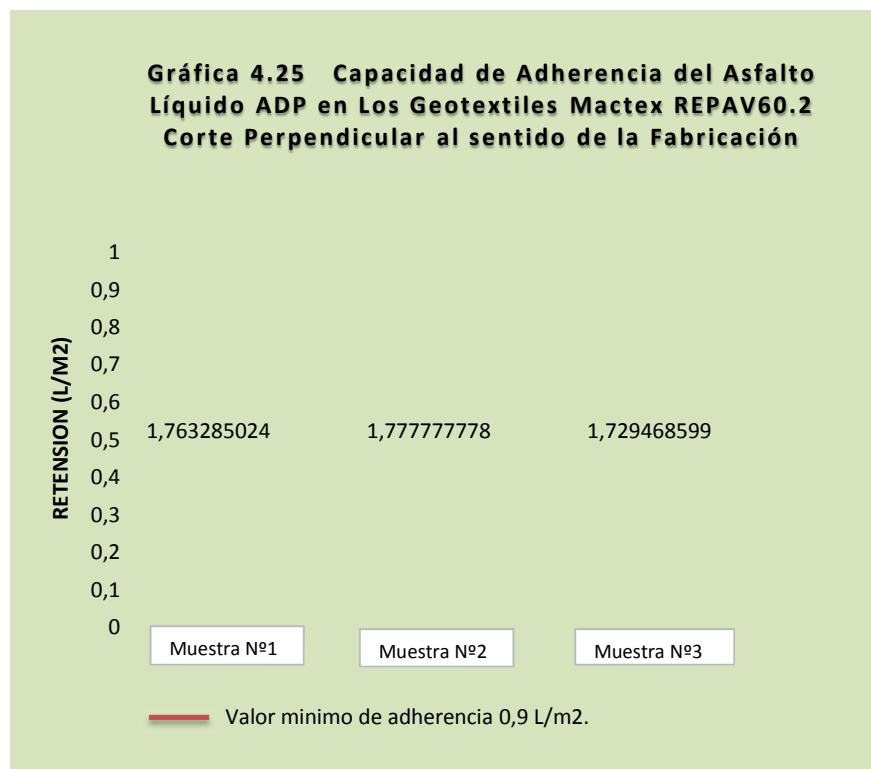 Gráfica 4.25 Capacidad de Adherencia del Asfalto
Líquido ADP en Los Geotextiles Mactex REPAV60.2
Corte Perpendicular al sentido de la Fabricación
RETENSION (L/M2)
1
0,9
0,8
0,7
0,6
0,5
0,4
0,3
0,2
0,1
0
1,763285024
1,777777778
1,729468599
Muestra Nº1
Muestra Nº2
Muestra Nº3
Valor minimo de adherencia 0,9 L/m2.